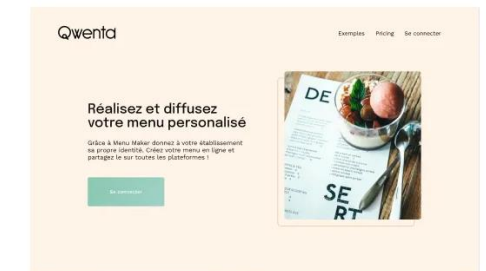 Qwenta
Exemples Pricing Se connecter
Réalisez et diffusez
votre menu personalisé
Grâce à Menu Maker donnez à votre établissement
sa propre identité. Créez votre menu en ligne et
partagez le sur toutes les plateformes !
Se connecter
DE
SE
RT